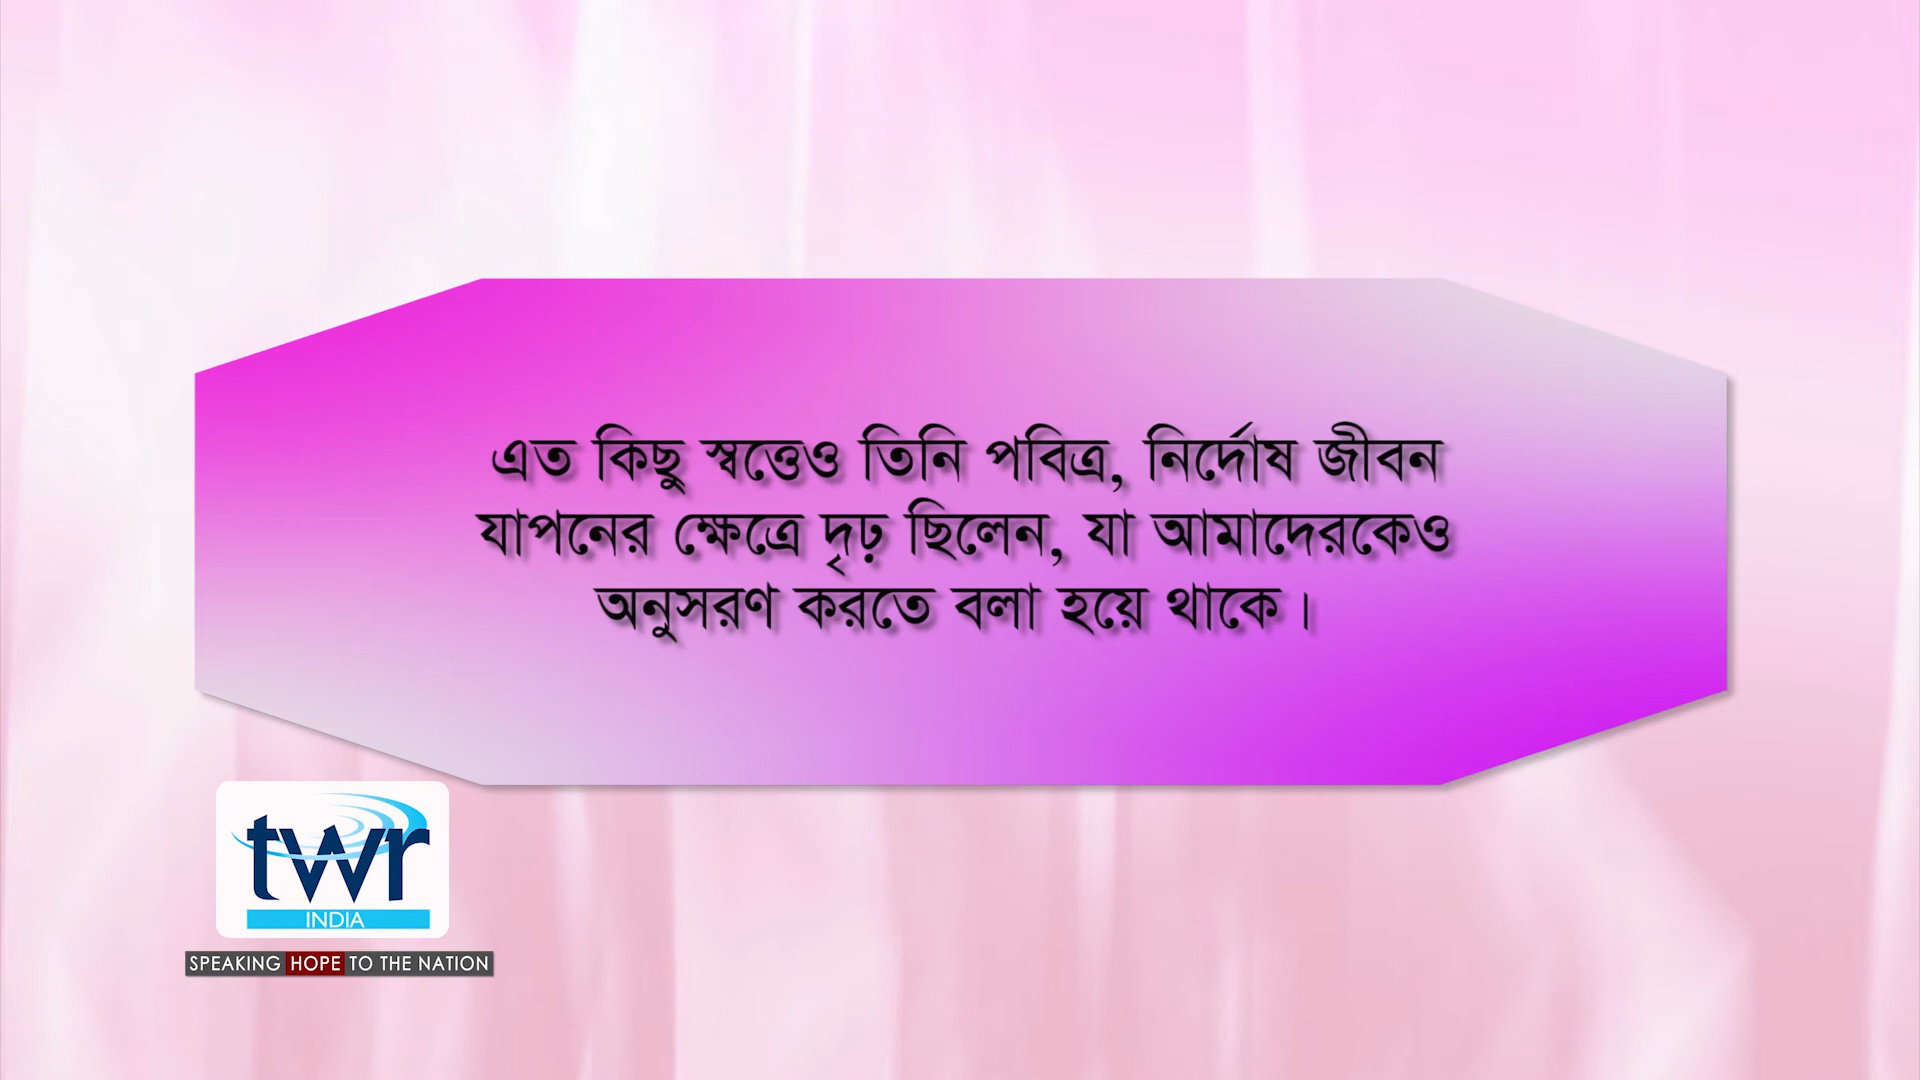 এত কিছু স্বত্তেও তিনি পবিত্র, নির্দোষ জীবন
যাপনের ক্ষেত্রে দৃঢ় ছিলেন, যা আমাদেরকেও
অনুসরণ করতে বলা হয়ে থাকে।
twr
INDIA
SPEAKING HOPE TO THE NATION